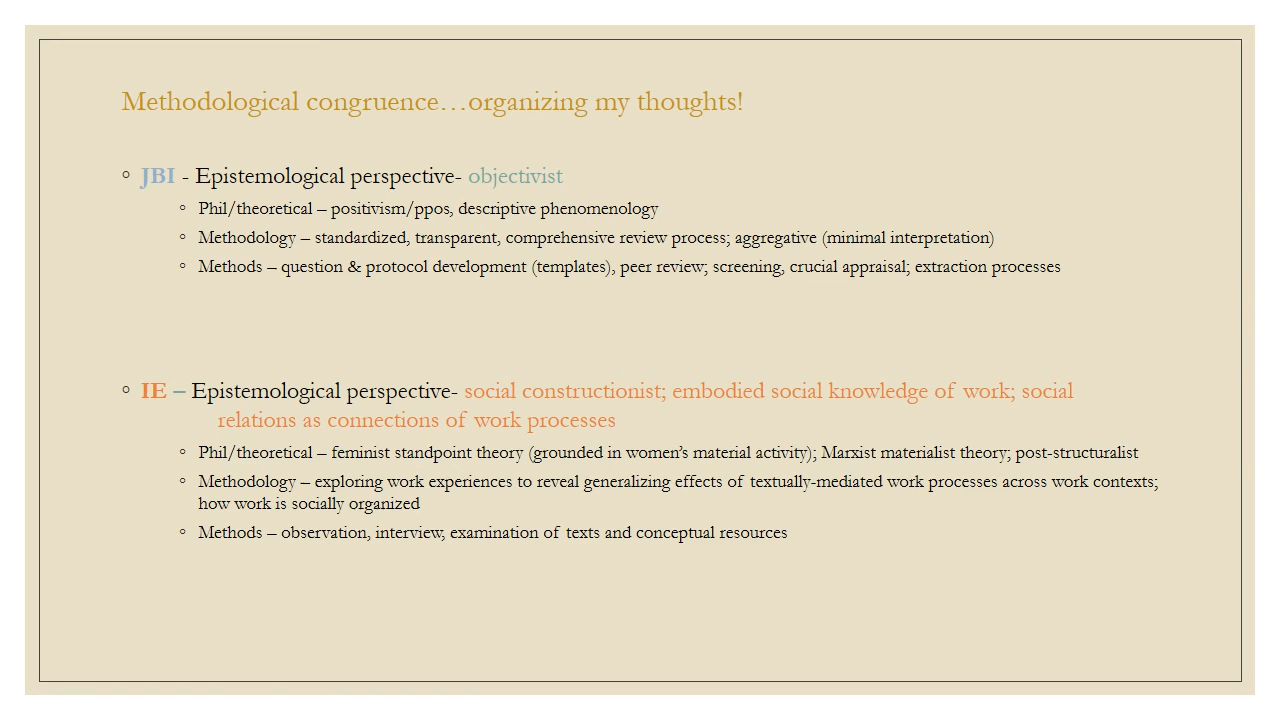 Methodological congruence…organizing my thoughts!
◦ JBI - Epistemological perspective- objectivist
◦ Phil/theoretical – positivism/ppos, descriptive phenomenology
◦ Methodology – standardized, transparent, comprehensive review process; aggregative (minimal interpretation)
◦ Methods – question & protocol development (templates), peer review; screening, crucial appraisal; extraction processes
◦ IE – Epistemological perspective- social constructionist; embodied social knowledge of work; social
relations as connections of work processes
◦ Phil/theoretical – feminist standpoint theory (grounded in women’s material activity); Marxist materialist theory; post-structuralist
◦ Methodology – exploring work experiences to reveal generalizing effects of textually-mediated work processes across work contexts;
how work is socially organized
◦ Methods – observation, interview, examination of texts and conceptual resources